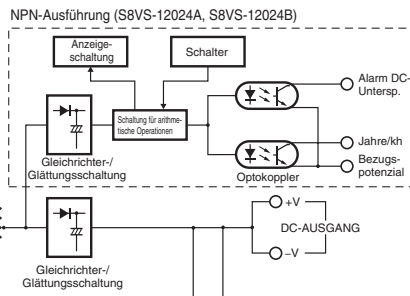 NPN-Ausführung (S8VS-12024A, S8VS-12024B)
Anzeige-
schaltung
Schalter
Alarm DC-
Untersp.
Schaltung für arithme-
tische Operationen
Jahre/kh
Gleichrichter-/
Glättungsschaltung
Optokoppler
Bezugs-
potenzial
+V
DC-AUSGANG
–V
Gleichrichter-/
Glättungsschaltung